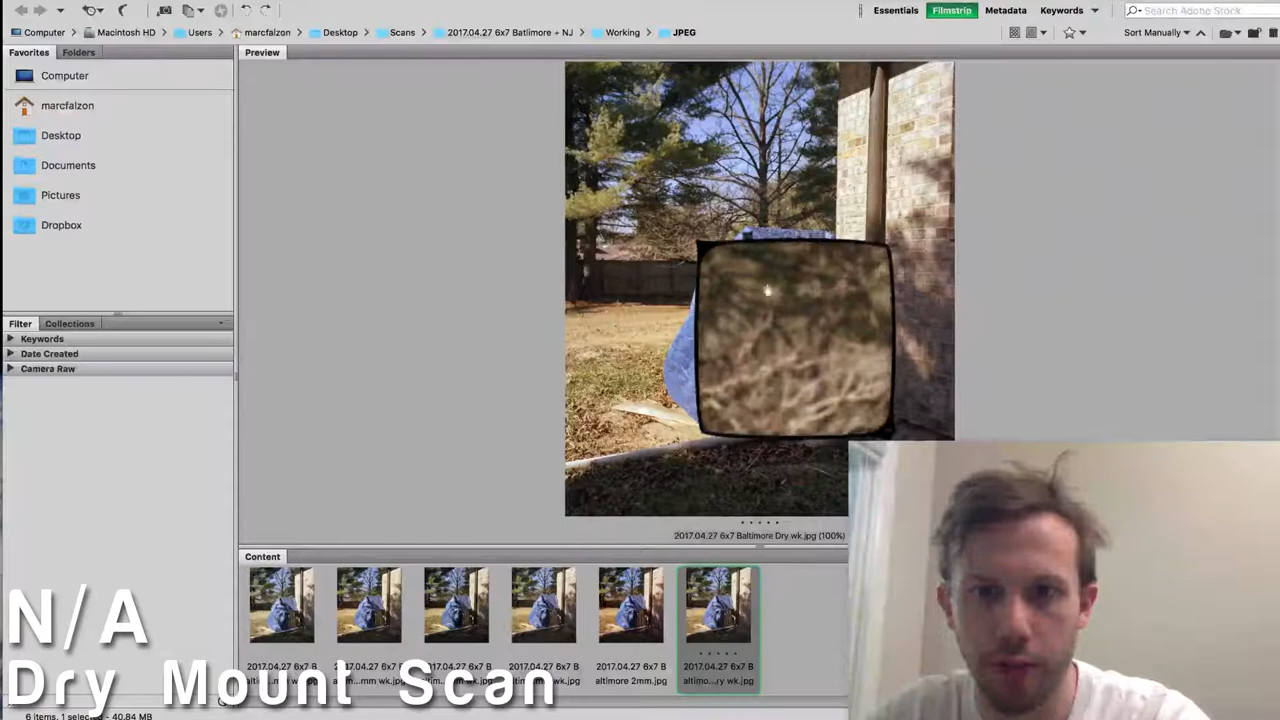 Essentials Filmstrip Metadata Keywords Search Adobe Stock
Computer Macintosh HD Users marcfalzon Desktop Scans 2017.04.27 6x7 Batlimore + NJ Working JPEG Sort Manually
Favorites Folders
Computer
marcfalzon
Desktop
Documents
Pictures
Dropbox
Filter Collections
Keywords
Date Created
Camera Raw
Preview
2017.04.27 6x7 Baltimore Dry wk.jpg (100%)
Content
2017.04.27 6x7 B 2017.04.27 6x7 B 2017.04.27 6x7 B 2017.04.27 6x7 B 2017.04.27 6x7 B 2017.04.27 6x7 B
altimore 2mm.jpg altimo...ry wk.jpg
N/A
Dry Mount Scan
6 items, 1 selected - 40.84 MB